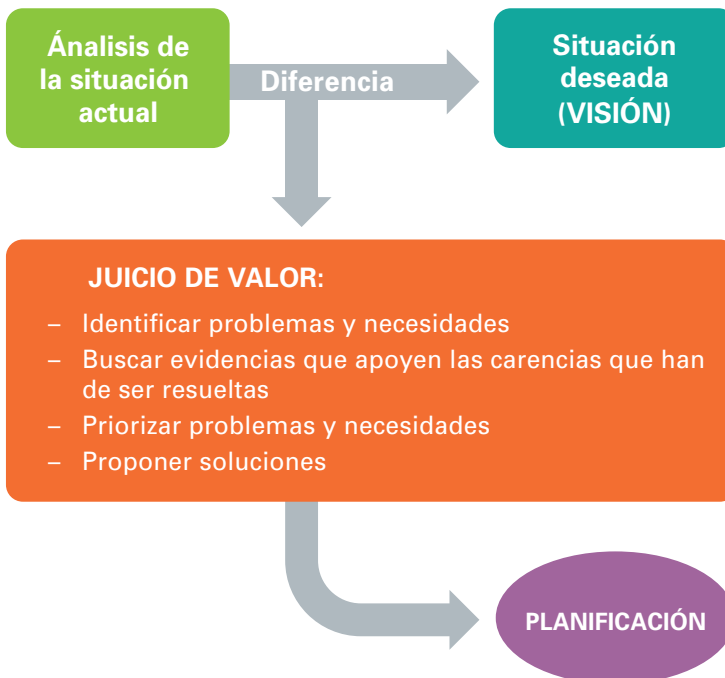 Ánalisis de
la situación
actual
Diferencia
Situación
deseada
(VISIÓN)
JUICIO DE VALOR:
– Identificar problemas y necesidades
– Buscar evidencias que apoyen las carencias que han
de ser resueltas
– Priorizar problemas y necesidades
– Proponer soluciones
PLANIFICACIÓN